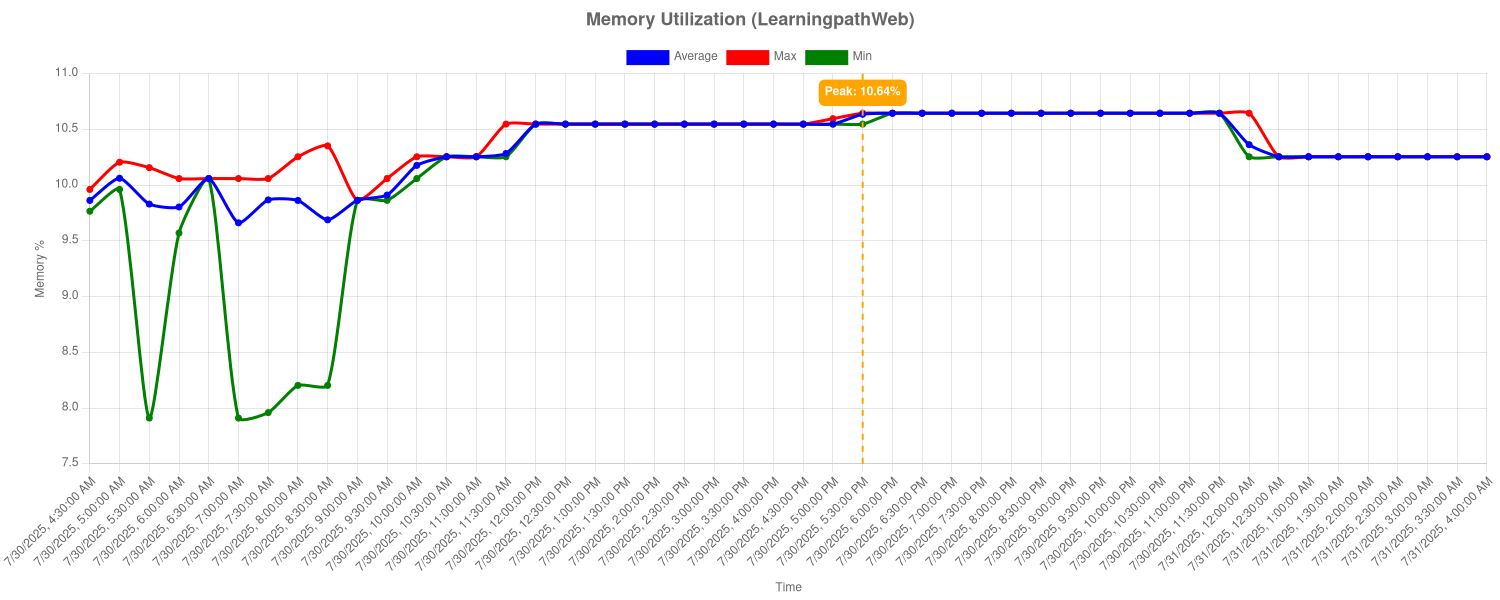 Memory Utilization (LearningpathWeb)
Average Max Min
Peak: 10.64%
11.0
10.5
10.0
9.5
9.0
8.5
8.0
7.5
Memory %
7/30/2025, 4:30:00 AM
7/30/2025, 5:00:00 AM
7/30/2025, 5:30:00 AM
7/30/2025, 6:00:00 AM
7/30/2025, 6:30:00 AM
7/30/2025, 7:00:00 AM
7/30/2025, 7:30:00 AM
7/30/2025, 8:00:00 AM
7/30/2025, 8:30:00 AM
7/30/2025, 9:00:00 AM
7/30/2025, 9:30:00 AM
7/30/2025, 10:00:00 AM
7/30/2025, 10:30:00 AM
7/30/2025, 11:00:00 AM
7/30/2025, 11:30:00 AM
7/30/2025, 12:00:00 PM
7/30/2025, 12:30:00 PM
7/30/2025, 1:00:00 PM
7/30/2025, 1:30:00 PM
7/30/2025, 2:00:00 PM
7/30/2025, 2:30:00 PM
7/30/2025, 3:00:00 PM
7/30/2025, 3:30:00 PM
7/30/2025, 4:00:00 PM
7/30/2025, 4:30:00 PM
7/30/2025, 5:00:00 PM
7/30/2025, 5:30:00 PM
7/30/2025, 6:00:00 PM
7/30/2025, 6:30:00 PM
7/30/2025, 7:00:00 PM
7/30/2025, 7:30:00 PM
7/30/2025, 8:00:00 PM
7/30/2025, 8:30:00 PM
7/30/2025, 9:00:00 PM
7/30/2025, 9:30:00 PM
7/30/2025, 10:00:00 PM
7/30/2025, 10:30:00 PM
7/30/2025, 11:00:00 PM
7/30/2025, 11:30:00 PM
7/31/2025, 12:00:00 AM
7/31/2025, 12:30:00 AM
7/31/2025, 1:00:00 AM
7/31/2025, 1:30:00 AM
7/31/2025, 2:00:00 AM
7/31/2025, 2:30:00 AM
7/31/2025, 3:00:00 AM
7/31/2025, 3:30:00 AM
7/31/2025, 4:00:00 AM
Time